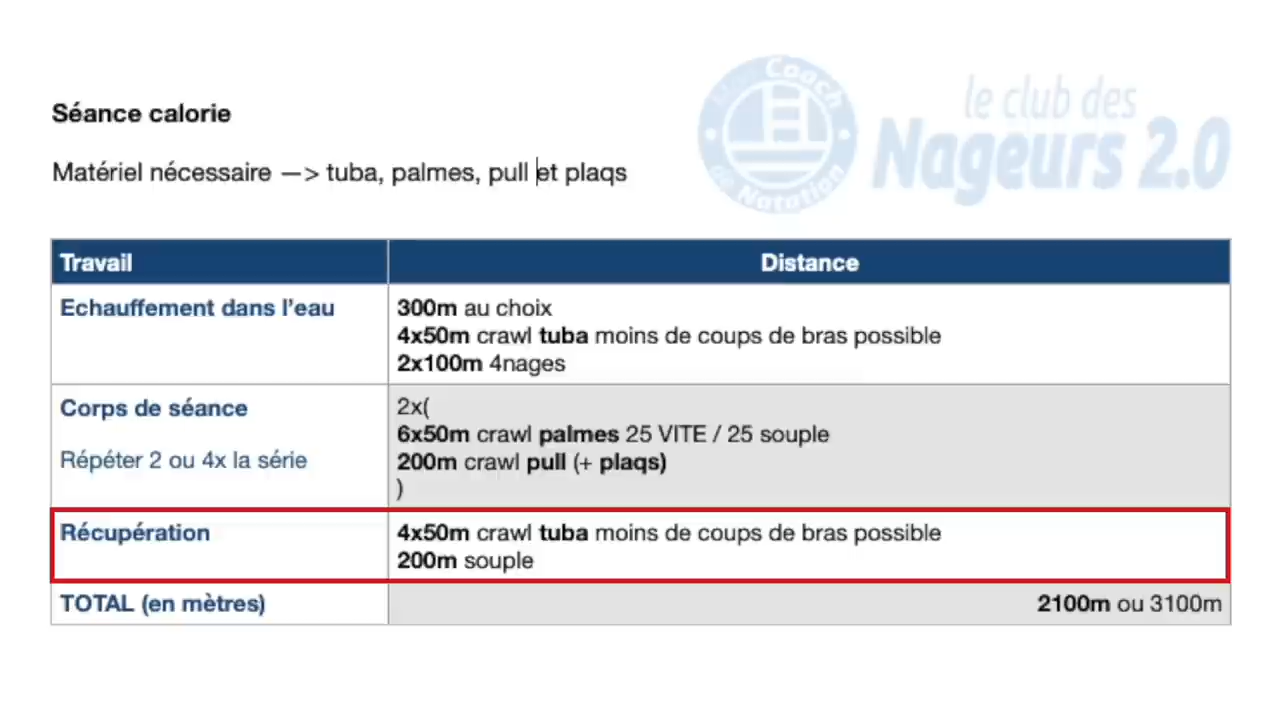 Coach
de Natation
le club des
Nageurs 2.0
Séance calorie
Matériel nécessaire —> tuba, palmes, pull et plaqs
Travail
Distance
Echauffement dans l’eau
300m au choix
4x50m crawl tuba moins de coups de bras possible
2x100m 4nages
Corps de séance
Répéter 2 ou 4x la série
2x(
6x50m crawl palmes 25 VITE / 25 souple
200m crawl pull (+ plaqs)
)
Récupération
4x50m crawl tuba moins de coups de bras possible
200m souple
TOTAL (en mètres)
2100m ou 3100m